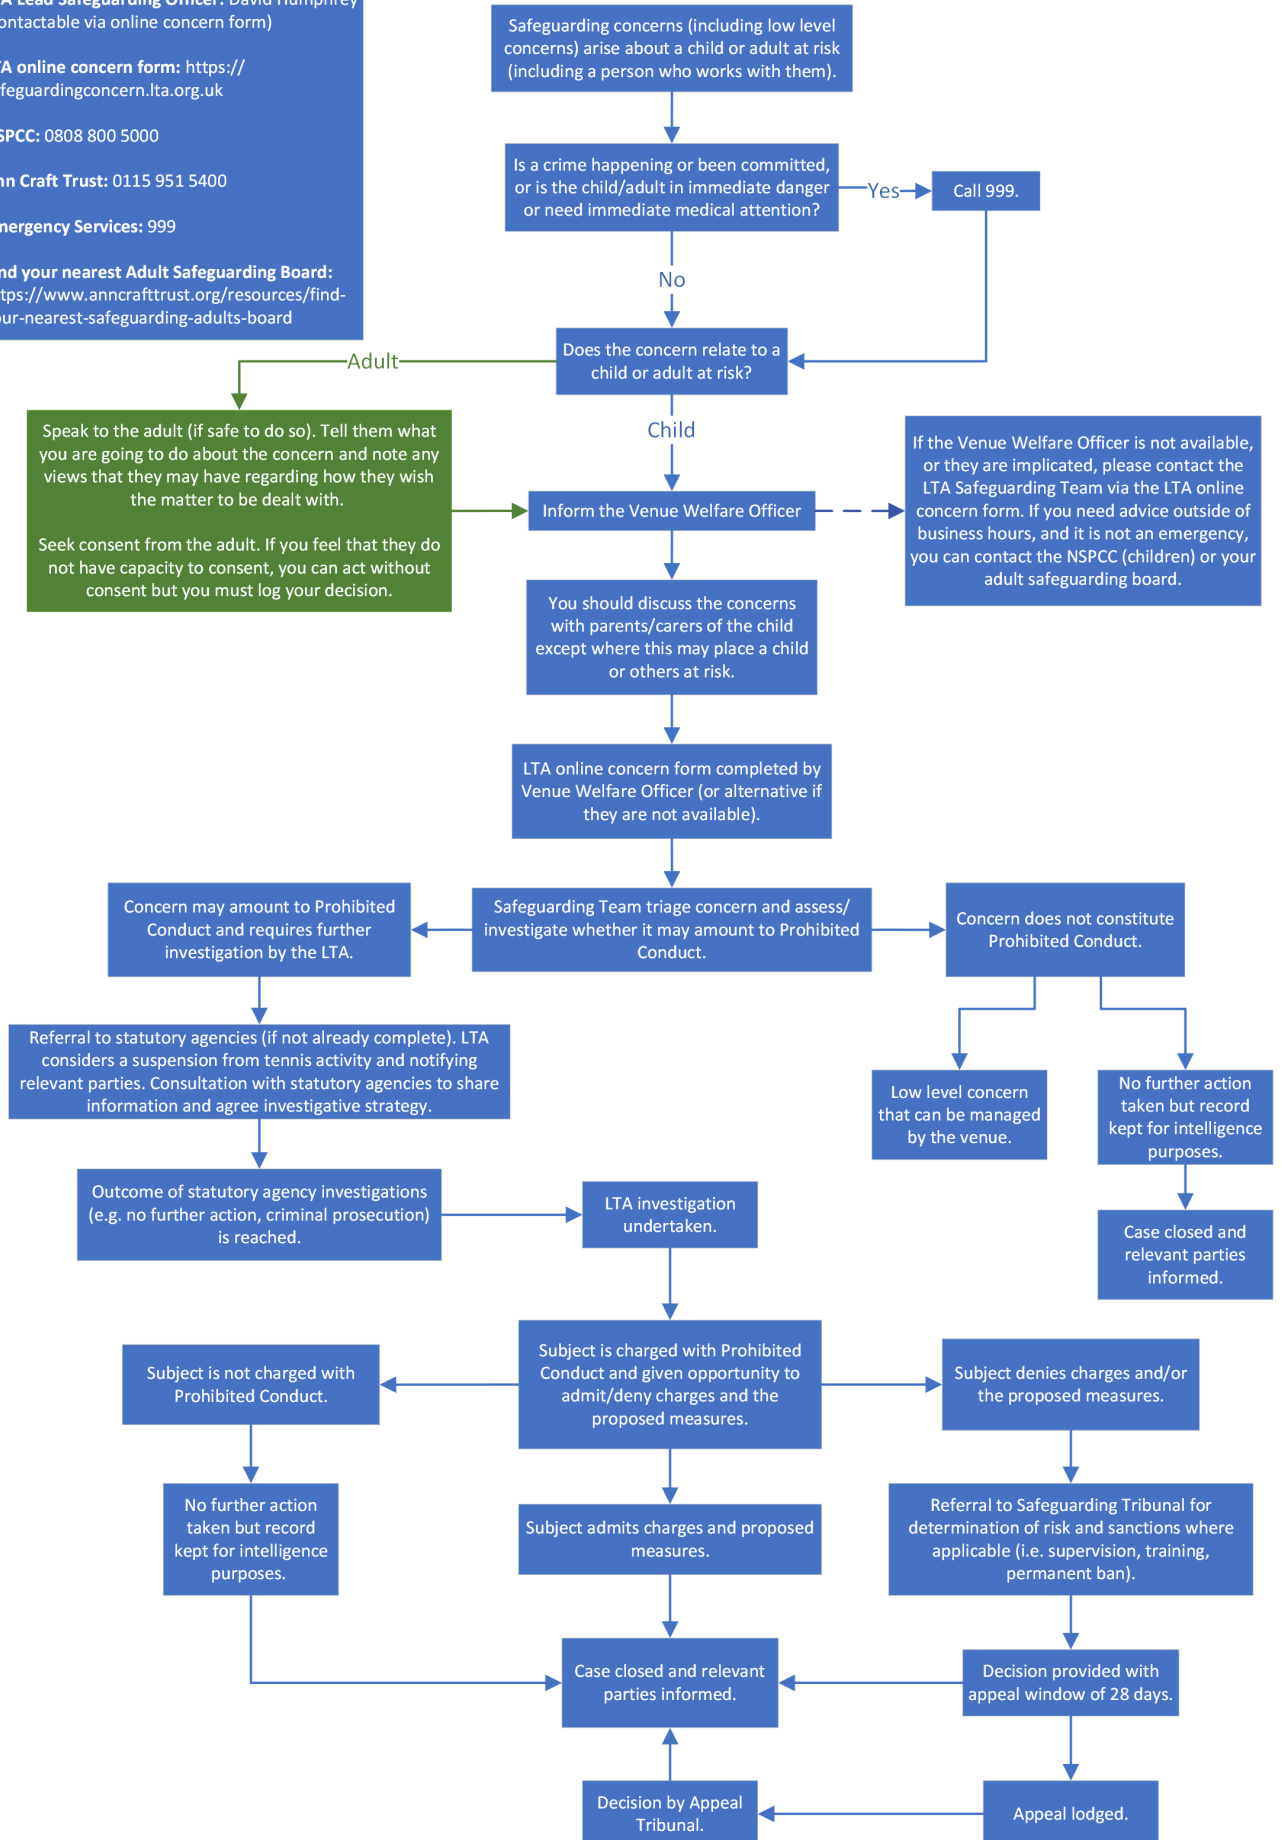 Lead Safeguarding Officer: David Humphrey
contactable via online concern form)
online concern form: https://
safeguardingconcern.lta.org.uk
NSPCC: 0808 800 5000
Ann Craft Trust: 0115 951 5400
Emergency Services: 999
Find your nearest Adult Safeguarding Board:
https://www.anncrafttrust.org/resources/find-
your-nearest-safeguarding-adults-board
Safeguarding concerns (including low level
concerns) arise about a child or adult at risk
(including a person who works with them).
Is a crime happening or been committed,
or is the child/adult in immediate danger
or need immediate medical attention?
Yes
Call 999.
No
Does the concern relate to a
child or adult at risk?
Adult
Child
Speak to the adult (if safe to do so). Tell them what
you are going to do about the concern and note any
views that they may have regarding how they wish
the matter to be dealt with.
Seek consent from the adult. If you feel that they do
not have capacity to consent, you can act without
consent but you must log your decision.
Inform the Venue Welfare Officer
If the Venue Welfare Officer is not available,
or they are implicated, please contact the
LTA Safeguarding Team via the LTA online
concern form. If you need advice outside of
business hours, and it is not an emergency,
you can contact the NSPCC (children) or your
adult safeguarding board.
You should discuss the concerns
with parents/carers of the child
except where this may place a child
or others at risk.
LTA online concern form completed by
Venue Welfare Officer (or alternative if
they are not available).
Concern may amount to Prohibited
Conduct and requires further
investigation by the LTA.
Safeguarding Team triage concern and assess/
investigate whether it may amount to Prohibited
Conduct.
Concern does not constitute
Prohibited Conduct.
Referral to statutory agencies (if not already complete). LTA
considers a suspension from tennis activity and notifying
relevant parties. Consultation with statutory agencies to share
information and agree investigative strategy.
Low level concern
that can be managed
by the venue.
No further action
taken but record
kept for intelligence
purposes.
Outcome of statutory agency investigations
(e.g. no further action, criminal prosecution)
is reached.
LTA investigation
undertaken.
Case closed and
relevant parties
informed.
Subject is not charged with
Prohibited Conduct.
Subject is charged with Prohibited
Conduct and given opportunity to
admit/deny charges and the
proposed measures.
Subject denies charges and/or
the proposed measures.
No further action
taken but record
kept for intelligence
purposes.
Subject admits charges and proposed
measures.
Referral to Safeguarding Tribunal for
determination of risk and sanctions where
applicable (i.e. supervision, training,
permanent ban).
Case closed and relevant
parties informed.
Decision provided with
appeal window of 28 days.
Decision by Appeal
Tribunal.
Appeal lodged.